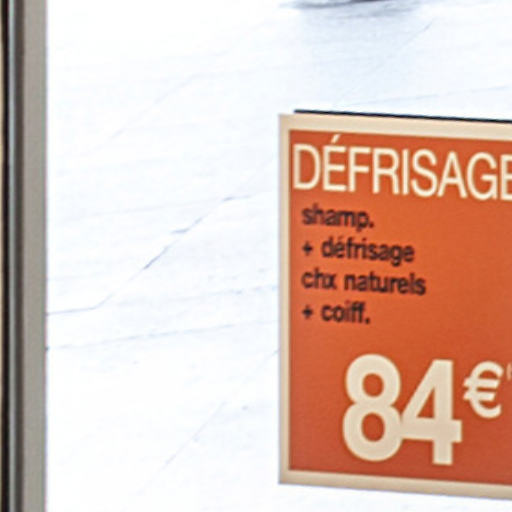 DÉFRISAGE
shamp.
+ défrisage
chx naturels
+ coiff.
84€